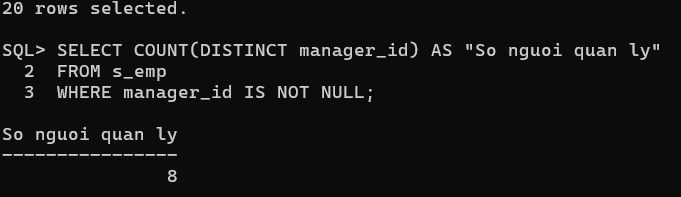 20 rows selected.
SQL> SELECT COUNT(DISTINCT manager_id) AS "So nguoi quan ly"
  2  FROM s_emp
  3  WHERE manager_id IS NOT NULL;
So nguoi quan ly
----------------
               8